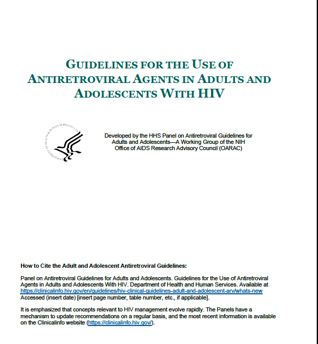 GUIDELINES FOR THE USE OF
ANTIRETROVIRAL AGENTS IN ADULTS AND
ADOLESCENTS WITH HIV
Developed by the HHS Panel on Antiretroviral Guidelines for
Adults and Adolescents—A Working Group of the NIH
Office of AIDS Research Advisory Council (OARAC)
How to Cite the Adult and Adolescent Antiretroviral Guidelines:
Panel on Antiretroviral Guidelines for Adults and Adolescents. Guidelines for the Use of Antiretroviral
Agents in Adults and Adolescents With HIV. Department of Health and Human Services. Available at
https://clinicalinfo.hiv.gov/en/guidelines/hiv-clinical-guidelines-adult-and-adolescent-arv/whats-new
Accessed (insert date) [insert page number, table number, etc., if applicable].
It is emphasized that concepts relevant to HIV management evolve rapidly. The Panels have a
mechanism to update recommendations on a regular basis, and the most recent information is available
on the Clinicalinfo website (https://clinicalinfo.hiv.gov/).